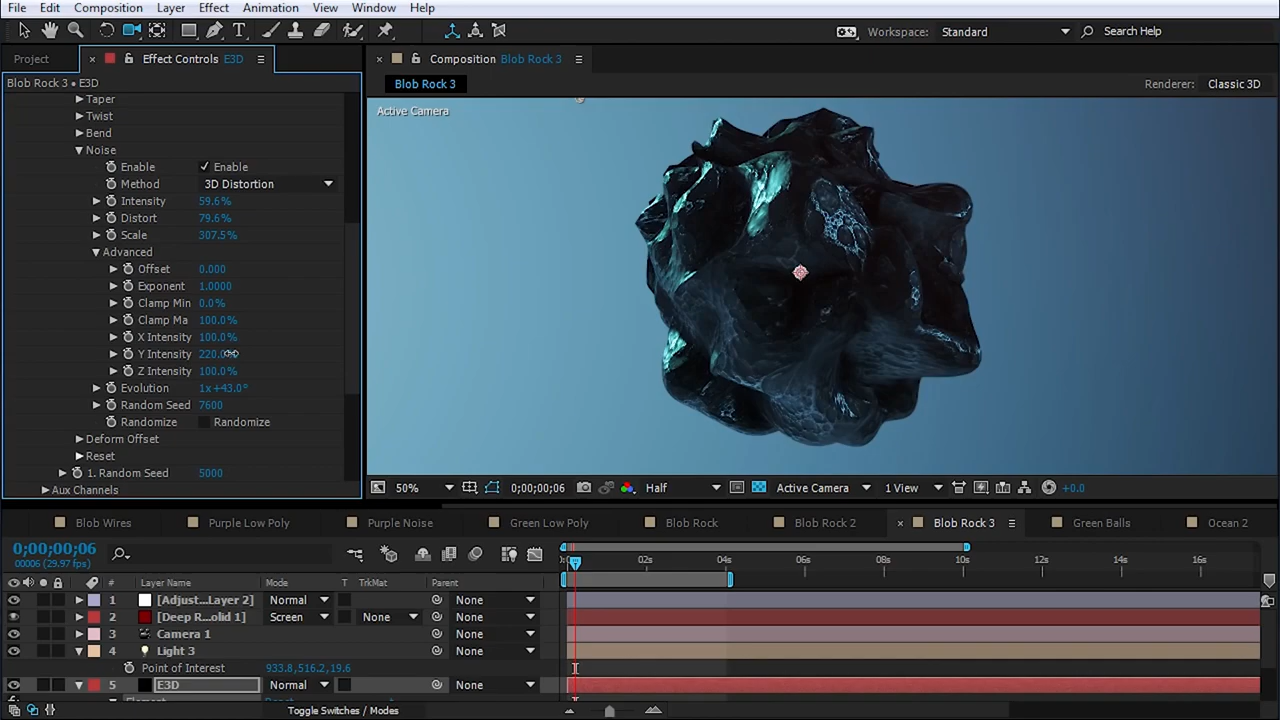 File Edit Composition Layer Effect Animation View Window Help
T Workspace: Standard Search Help
Project × Effect Controls E3D Composition Blob Rock 3
Blob Rock 3 • E3D Blob Rock 3 Renderer: Classic 3D
Taper
Active Camera
Twist
Bend
Noise
Enable ✓ Enable
Method 3D Distortion
Intensity 59.6%
Distort 79.6%
Scale 307.5%
Advanced
Offset 0.000
Exponent 1.0000
Clamp Min 0.0%
Clamp Ma 100.0%
X Intensity 100.0%
Y Intensity
Z Intensity 100.0%
Evolution 1x+43.0°
Random Seed 7600
Randomize Randomize
Deform Offset
Reset
1. Random Seed 5000
Aux Channels
50% 0;00;00;06 Half Active Camera 1 View +0.0
Blob Wires Purple Low Poly Purple Noise Green Low Poly Blob Rock Blob Rock 2 × Blob Rock 3 Green Balls Ocean 2
0;00;00;06
00006 (29.97 fps)
02s 04s 06s 08s 10s 12s 14s 16s
# Layer Name Mode T TrkMat Parent
1 [Adjust...Layer 2] Normal None
2 [Deep R...olid 1] Screen None None
3 Camera 1 None
4 Light 3 None
Point of Interest 933.8,516.2,19.6
5 E3D Normal None
Toggle Switches / Modes